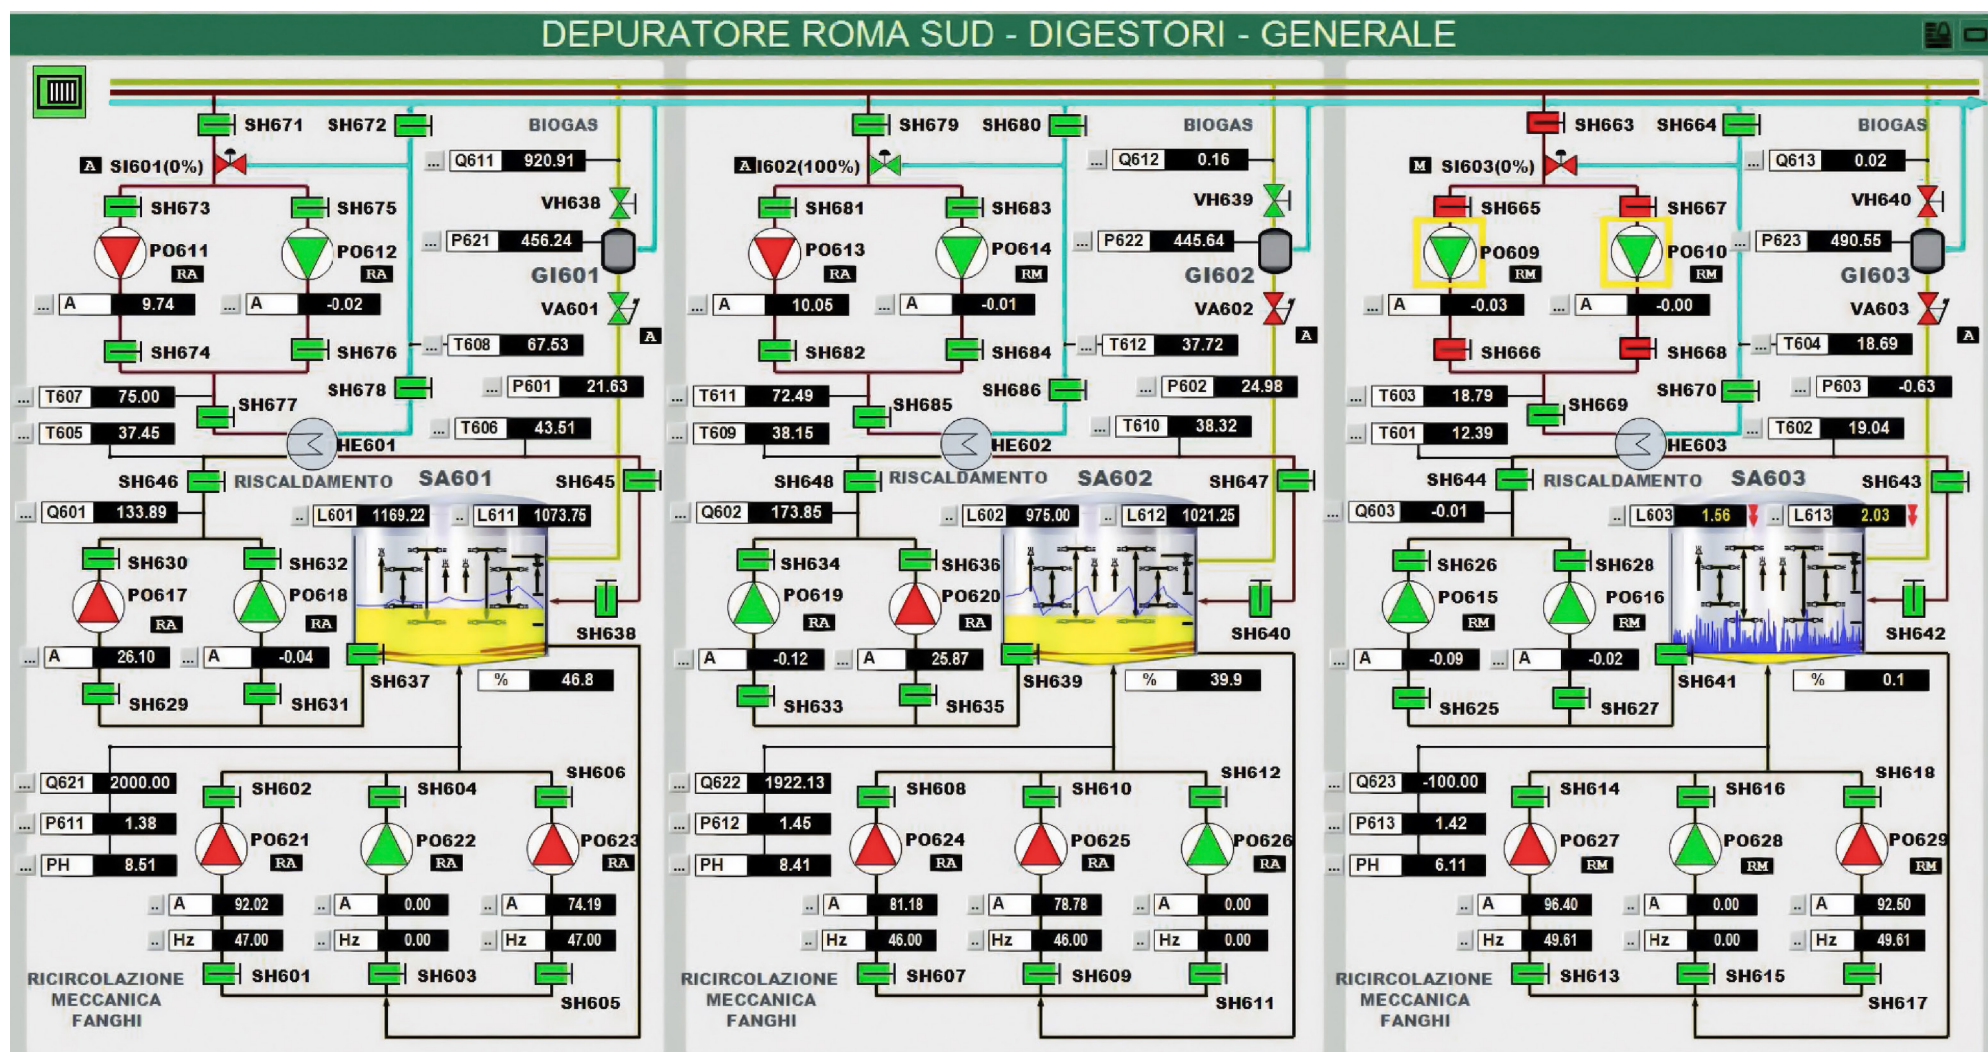 DEPURATORE ROMA SUD - DIGESTORI - GENERALE
SH671 SH672 BIOGAS
Q611 920.91
A SI601(0%)
SH673 SH675 VH638
PO611 RA PO612 RA P621 456.24
GI601
A 9.74 A -0.02 VA601
A
SH674 SH676 T608 67.53
SH678 P601 21.63
T607 75.00 SH677
T605 37.45 T606 43.51
HE601
SH646 RISCALDAMENTO SA601 SH645
Q601 133.89 L601 1169.22 L611 1073.75
SH630 SH632
PO617 RA PO618 RA
SH638
A 26.10 A -0.04
SH637 % 46.8
SH629 SH631
Q621 2000.00 SH602 SH604 SH606
P611 1.38
PO621 RA PO622 RA PO623 RA
PH 8.51
A 92.02 A 0.00 A 74.19
Hz 47.00 Hz 0.00 Hz 47.00
RICIRCOLAZIONE
MECCANICA
FANGHI
SH601 SH603 SH605
SH679 SH680 BIOGAS
Q612 0.16
A I602(100%)
SH681 SH683 VH639
PO613 RA PO614 RM P622 445.64
GI602
A 10.05 A -0.01 VA602
A
SH682 SH684 T612 37.72
SH686 P602 24.98
T611 72.49 SH685
T609 38.15 T610 38.32
HE602
SH648 RISCALDAMENTO SA602 SH647
Q602 173.85 L602 975.00 L612 1021.25
SH634 SH636
PO619 RA PO620 RA
SH640
A -0.12 A 25.87
SH639 % 39.9
SH633 SH635
Q622 1922.13 SH608 SH610 SH612
P612 1.45
PO624 RA PO625 RA PO626 RA
PH 8.41
A 81.18 A 78.78 A 0.00
Hz 46.00 Hz 46.00 Hz 0.00
RICIRCOLAZIONE
MECCANICA
FANGHI
SH607 SH609 SH611
SH663 SH664 BIOGAS
Q613 0.02
M SI603(0%)
SH665 SH667 VH640
PO609 RM PO610 RM P623 490.55
GI603
A -0.03 A -0.00 VA603
A
SH666 SH668 T604 18.69
SH670 P603 -0.63
T603 18.79 SH669
T601 12.39 T602 19.04
HE603
SH644 RISCALDAMENTO SA603 SH643
Q603 -0.01 L603 1.56 L613 2.03
SH626 SH628
PO615 RM PO616 RM
SH642
A -0.09 A -0.02
SH641 % 0.1
SH625 SH627
Q623 -100.00 SH614 SH616 SH618
P613 1.42
PO627 RM PO628 RM PO629 RM
PH 6.11
A 96.40 A 0.00 A 92.50
Hz 49.61 Hz 0.00 Hz 49.61
RICIRCOLAZIONE
MECCANICA
FANGHI
SH613 SH615 SH617